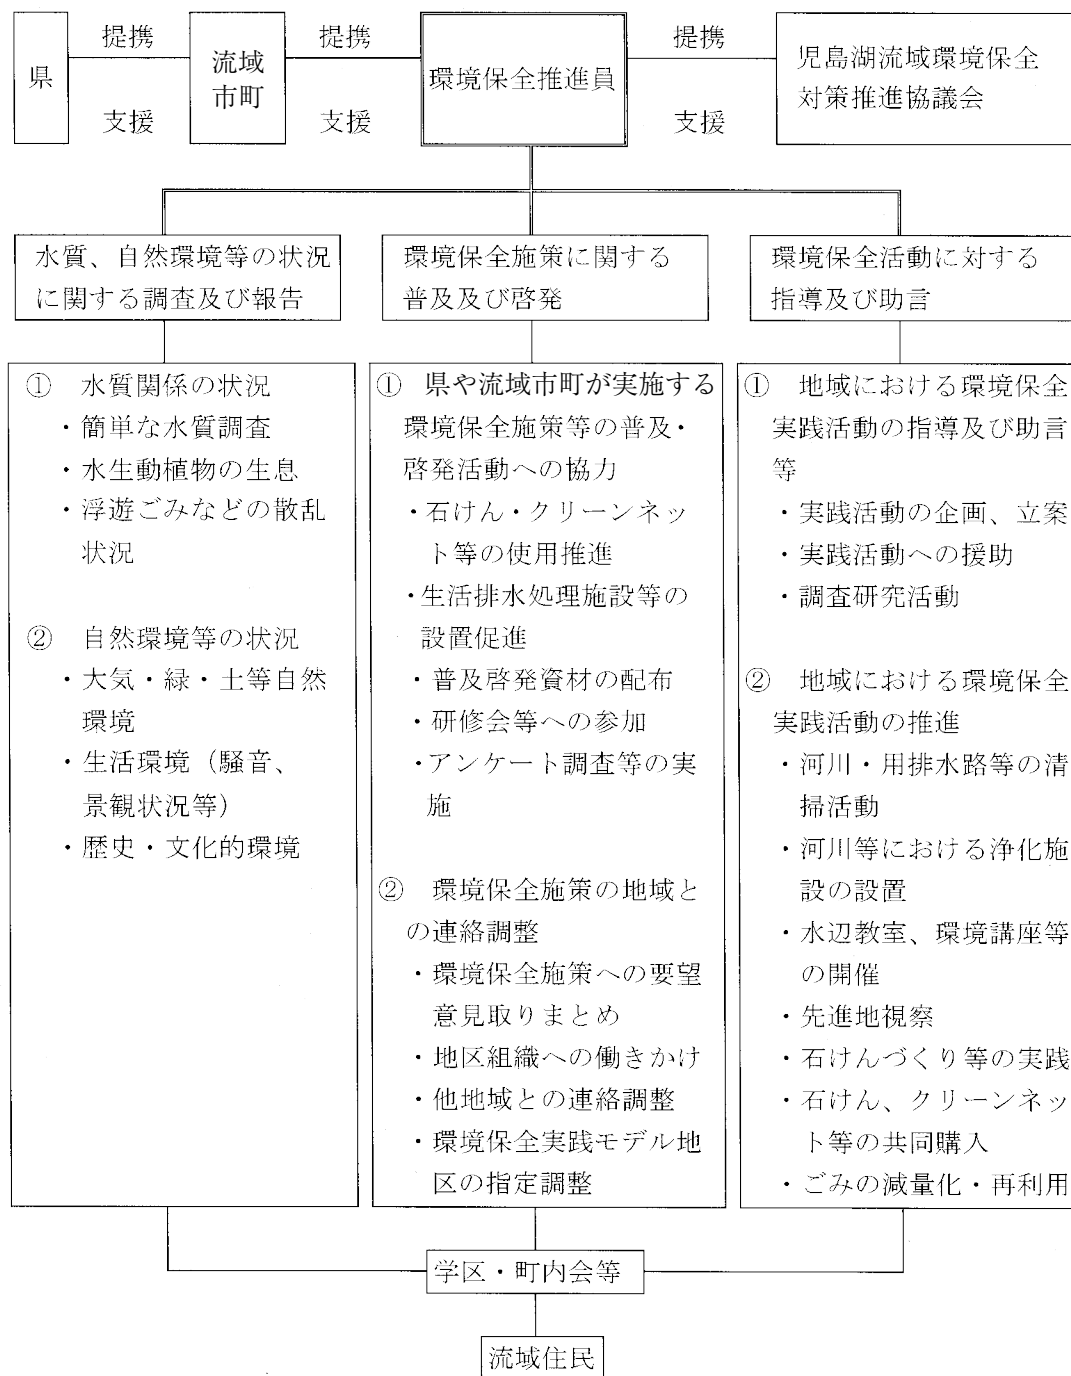 県
提携
支援
流域
市町
提携
支援
環境保全推進員
提携
支援
児島湖流域環境保全
対策推進協議会
水質、自然環境等の状況
に関する調査及び報告
環境保全施策に関する
普及及び啓発
環境保全活動に対する
指導及び助言
① 水質関係の状況
・簡単な水質調査
・水生動植物の生息
・浮遊ごみなどの散乱
状況
② 自然環境等の状況
・大気・緑・土等自然
環境
・生活環境（騒音、
景観状況等）
・歴史・文化的環境
① 県や流域市町が実施する
環境保全施策等の普及・
啓発活動への協力
・石けん・クリーンネッ
ト等の使用推進
・生活排水処理施設等の
設置促進
・普及啓発資材の配布
・研修会等への参加
・アンケート調査等の実
施
② 環境保全施策の地域と
の連絡調整
・環境保全施策への要望
意見取りまとめ
・地区組織への働きかけ
・他地域との連絡調整
・環境保全実践モデル地
区の指定調整
① 地域における環境保全
実践活動の指導及び助言
等
・実践活動の企画、立案
・実践活動への援助
・調査研究活動
② 地域における環境保全
実践活動の推進
・河川・用排水路等の清
掃活動
・河川等における浄化施
設の設置
・水辺教室、環境講座等
の開催
・先進地視察
・石けんづくり等の実践
・石けん、クリーンネッ
ト等の共同購入
・ごみの減量化・再利用
学区・町内会等
流域住民